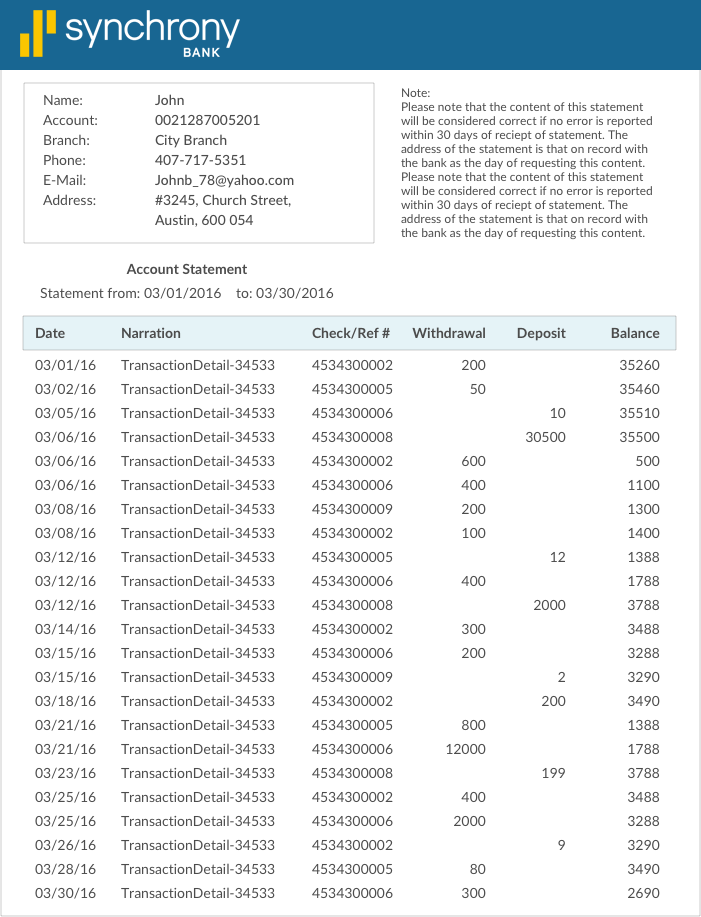 synchrony
BANK
Name: John
Account: 0021287005201
Branch: City Branch
Phone: 407-717-5351
E-Mail: Johnb_78@yahoo.com
Address: #3245, Church Street,
Austin, 600 054
Note:
Please note that the content of this statement
will be considered correct if no error is reported
within 30 days of reciept of statement. The
address of the statement is that on record with
the bank as the day of requesting this content.
Please note that the content of this statement
will be considered correct if no error is reported
within 30 days of reciept of statement. The
address of the statement is that on record with
the bank as the day of requesting this content.
Account Statement
Statement from: 03/01/2016 to: 03/30/2016
Date Narration Check/Ref # Withdrawal Deposit Balance
03/01/16 TransactionDetail-34533 4534300002 200 35260
03/02/16 TransactionDetail-34533 4534300005 50 35460
03/05/16 TransactionDetail-34533 4534300006 10 35510
03/06/16 TransactionDetail-34533 4534300008 30500 35500
03/06/16 TransactionDetail-34533 4534300002 600 500
03/06/16 TransactionDetail-34533 4534300006 400 1100
03/08/16 TransactionDetail-34533 4534300009 200 1300
03/08/16 TransactionDetail-34533 4534300002 100 1400
03/12/16 TransactionDetail-34533 4534300005 12 1388
03/12/16 TransactionDetail-34533 4534300006 400 1788
03/12/16 TransactionDetail-34533 4534300008 2000 3788
03/14/16 TransactionDetail-34533 4534300002 300 3488
03/15/16 TransactionDetail-34533 4534300006 200 3288
03/15/16 TransactionDetail-34533 4534300009 2 3290
03/18/16 TransactionDetail-34533 4534300002 200 3490
03/21/16 TransactionDetail-34533 4534300005 800 1388
03/21/16 TransactionDetail-34533 4534300006 12000 1788
03/23/16 TransactionDetail-34533 4534300008 199 3788
03/25/16 TransactionDetail-34533 4534300002 400 3488
03/25/16 TransactionDetail-34533 4534300006 2000 3288
03/26/16 TransactionDetail-34533 4534300002 9 3290
03/28/16 TransactionDetail-34533 4534300005 80 3490
03/30/16 TransactionDetail-34533 4534300006 300 2690